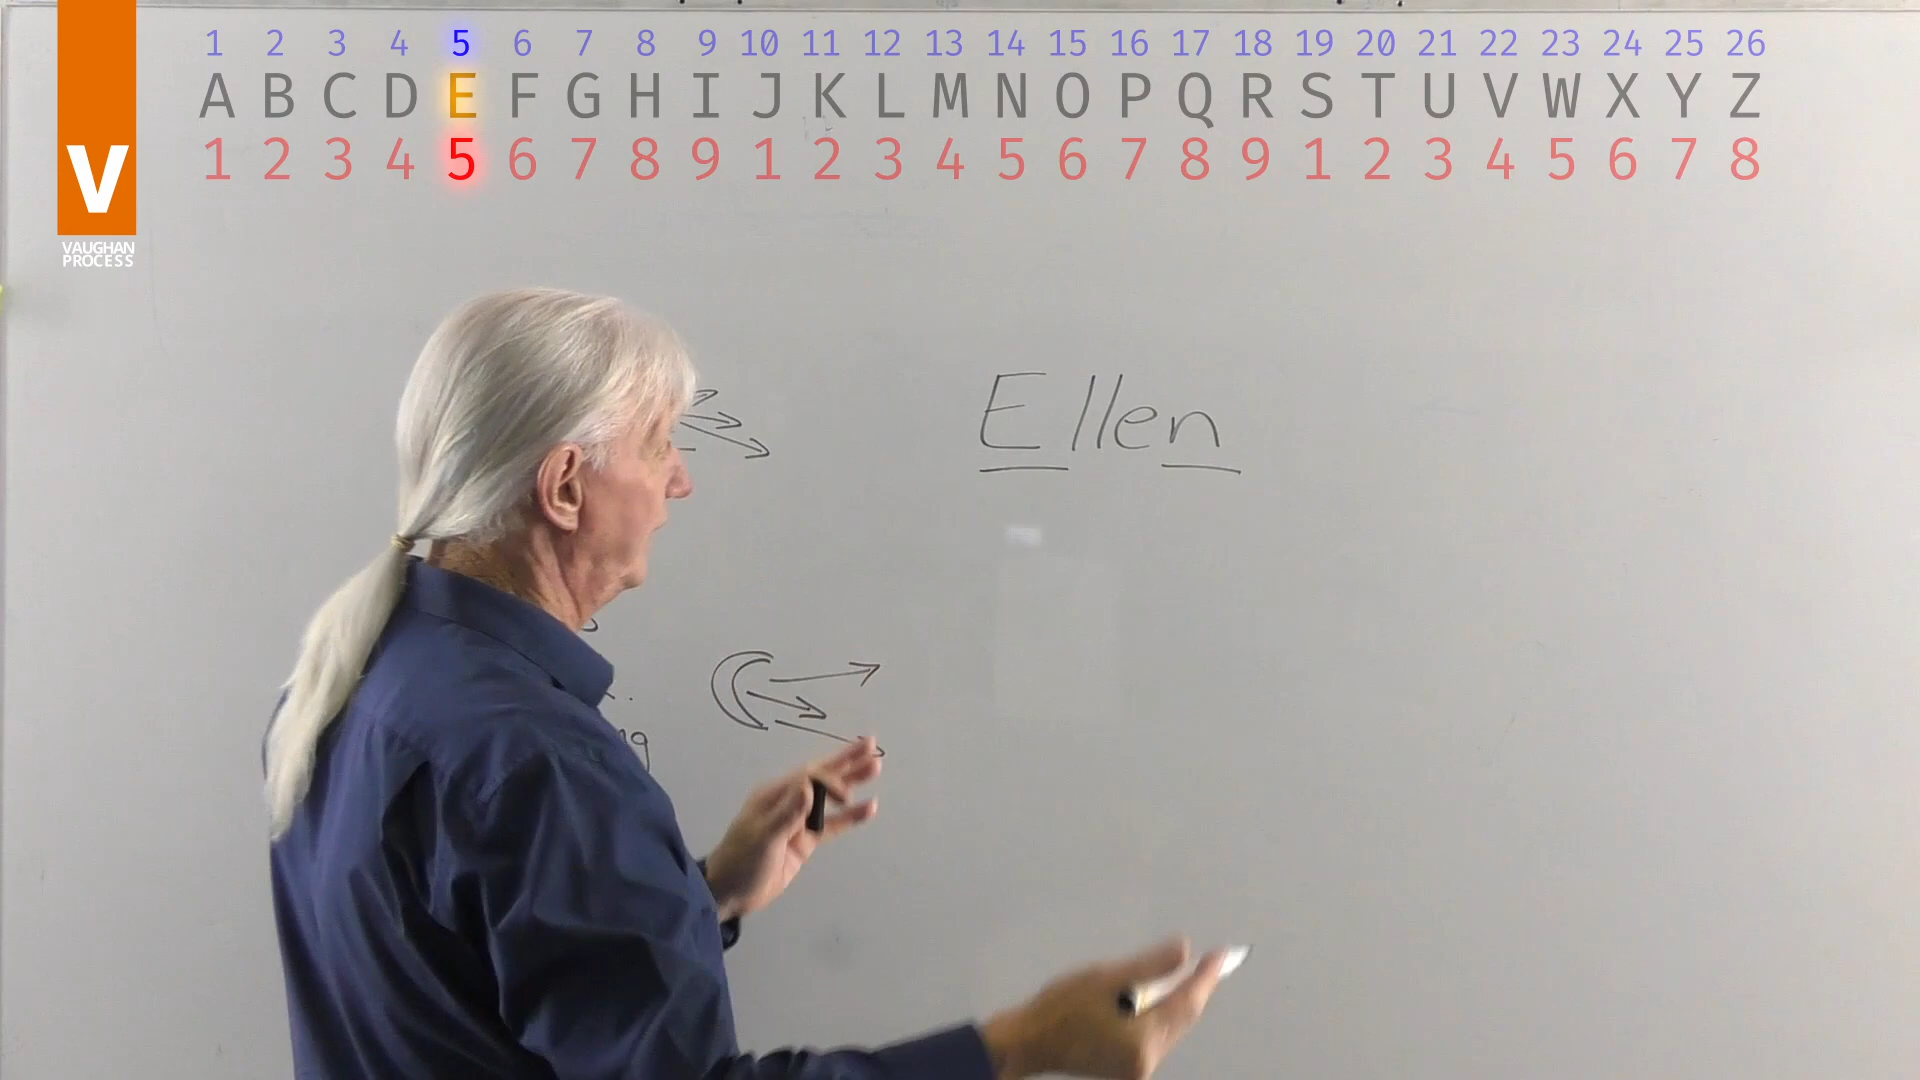 1 2 3 4 5 6 7 8 9 10 11 12 13 14 15 16 17 18 19 20 21 22 23 24 25 26
A B C D E F G H I J K L M N O P Q R S T U V W X Y Z
1 2 3 4 5 6 7 8 9 1 2 3 4 5 6 7 8 9 1 2 3 4 5 6 7 8
V
VAUGHAN
PROCESS
Ellen